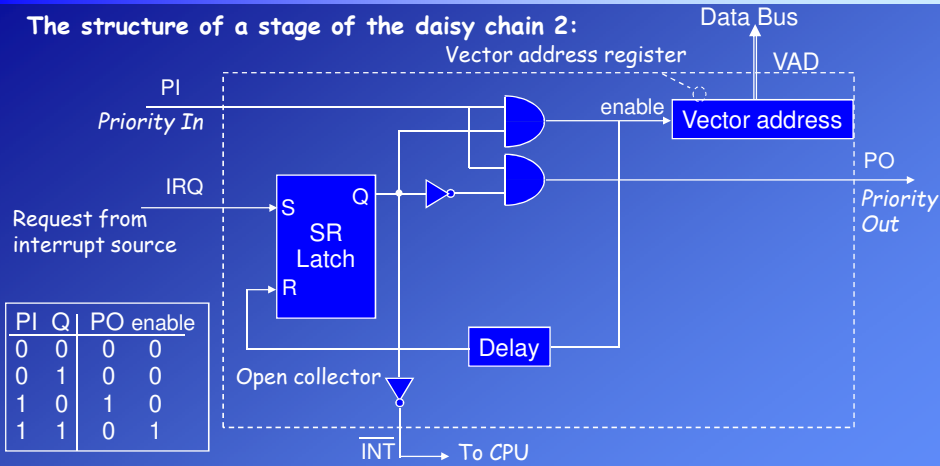 The structure of a stage of the daisy chain 2:
Data Bus
Vector address register
VAD
PI
Priority In
enable
Vector address
PO
Priority
Out
IRQ
Request from
interrupt source
S
Q
SR
Latch
R
Delay
Open collector
PI Q PO enable
0 0 0 0
0 1 0 0
1 0 1 0
1 1 0 1
INT
To CPU